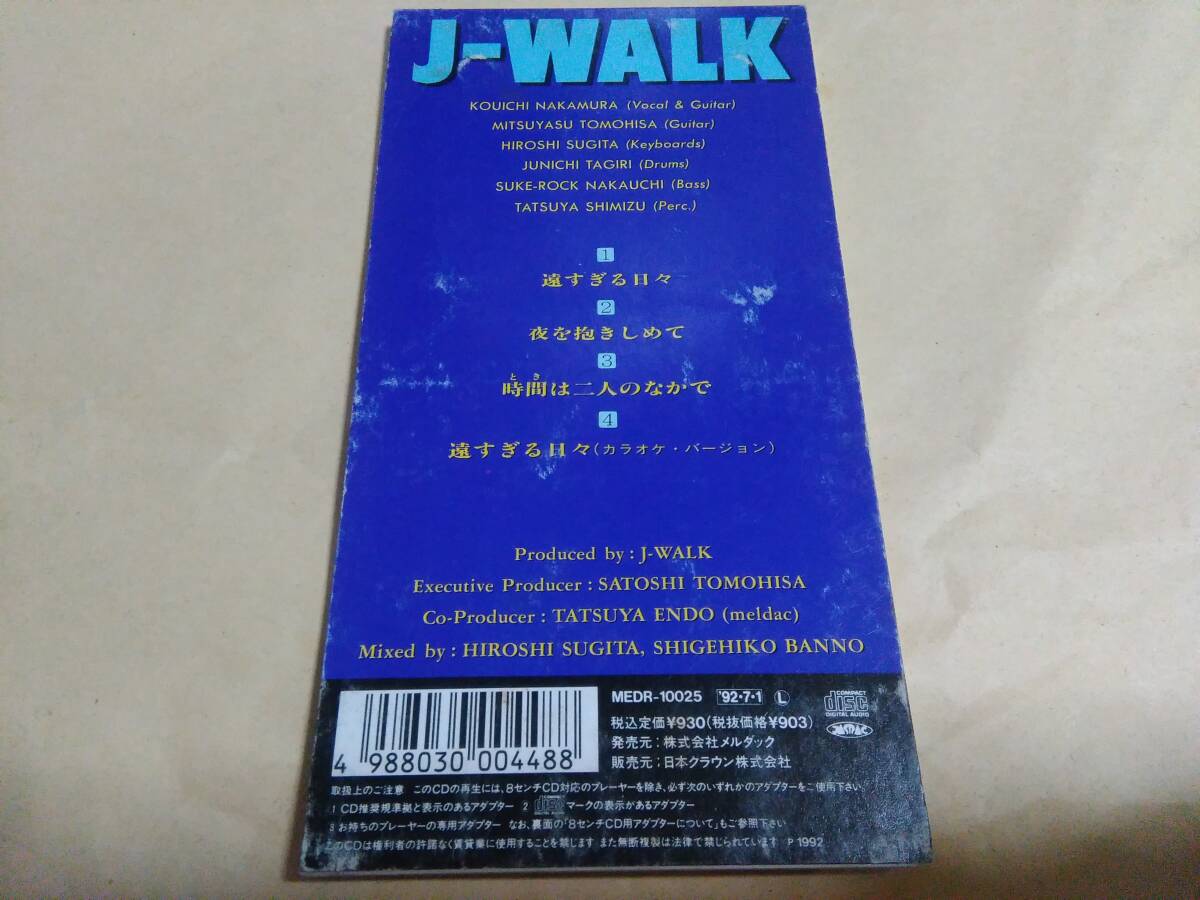 J-WALK
KOUICHI NAKAMURA (Vocal & Guitar)
MITSUYASU TOMOHISA (Guitar)
HIROSHI SUGITA (Keyboards)
JUNICHI TAGIRI (Drums)
SUKE-ROCK NAKAUCHI (Bass)
TATSUYA SHIMIZU (Perc.)
1
遠すぎる日々
2
夜を抱きしめて
3
とき
時間は二人のなかで
4
遠すぎる日々(カラオケ・バージョン)
Produced by : J-WALK
Executive Producer : SATOSHI TOMOHISA
Co-Producer : TATSUYA ENDO (meldac)
Mixed by : HIROSHI SUGITA, SHIGEHIKO BANNO
MEDR-10025 '92・7・1 L
COMPACT disc DIGITAL AUDIO
税込定価¥930(税抜価格¥903)
発売元:株式会社メルダック
販売元:日本クラウン株式会社
JASRAC
4 988030 004488
取扱上のご注意 このCDの再生には、8センチCD対応のプレーヤーを除き、必ず次のいずれかのアダプターをご使用下さい。
1 CD推奨規準拠と表示のあるアダプター 2 disc マークの表示があるアダプター
3 お持ちのプレーヤーの専用アダプター なお、裏面の「8センチCD用アダプターについて」もご参照下さい
このCDは権利者の許諾なく賃貸業に使用することを禁じます また無断複製は法律で禁じられています P 1992